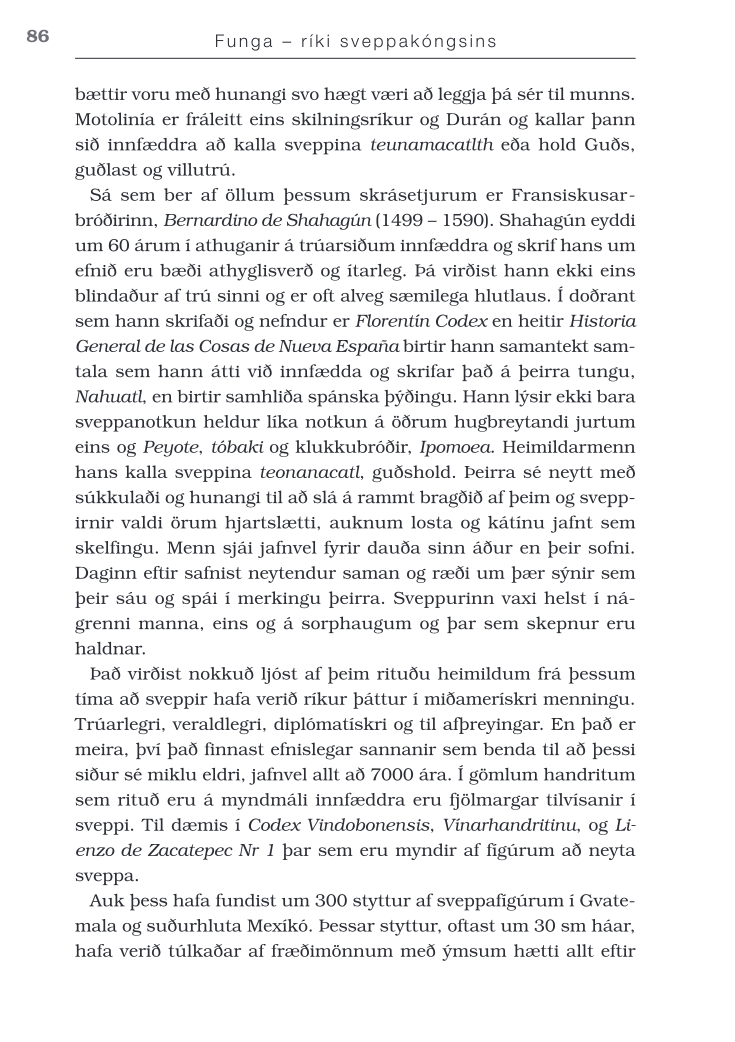 86
Funga – ríki sveppakóngsins
bættir voru með hunangi svo hægt væri að leggja þá sér til munns.
Motolinía er fráleitt eins skilningsríkur og Durán og kallar þann
sið innfæddra að kalla sveppina teunamacatlth eða hold Guðs,
guðlast og villutrú.
Sá sem ber af öllum þessum skrásetjurum er Fransiskusar-
bróðirinn, Bernardino de Shahagún (1499 – 1590). Shahagún eyddi
um 60 árum í athuganir á trúarsiðum innfæddra og skrif hans um
efnið eru bæði athyglisverð og ítarleg. Þá virðist hann ekki eins
blindaður af trú sinni og er oft alveg sæmilega hlutlaus. Í doðrant
sem hann skrifaði og nefndur er Florentín Codex en heitir Historia
General de las Cosas de Nueva España birtir hann samantekt sam-
tala sem hann átti við innfædda og skrifar það á þeirra tungu,
Nahuatl, en birtir samhliða spánska þýðingu. Hann lýsir ekki bara
sveppanotkun heldur líka notkun á öðrum hugbreytandi jurtum
eins og Peyote, tóbaki og klukkubróðir, Ipomoea. Heimildarmenn
hans kalla sveppina teonanacatl, guðshold. Þeirra sé neytt með
súkkulaði og hunangi til að slá á rammt bragðið af þeim og svepp-
irnir valdi örum hjartslætti, auknum losta og kátínu jafnt sem
skelfingu. Menn sjái jafnvel fyrir dauða sinn áður en þeir sofni.
Daginn eftir safnist neytendur saman og ræði um þær sýnir sem
þeir sáu og spái í merkingu þeirra. Sveppurinn vaxi helst í ná-
grenni manna, eins og á sorphaugum og þar sem skepnur eru
haldnar.
Það virðist nokkuð ljóst af þeim rituðu heimildum frá þessum
tíma að sveppir hafa verið ríkur þáttur í miðamerískri menningu.
Trúarlegri, veraldlegri, diplómatískri og til afþreyingar. En það er
meira, því það finnast efnislegar sannanir sem benda til að þessi
siður sé miklu eldri, jafnvel allt að 7000 ára. Í gömlum handritum
sem rituð eru á myndmáli innfæddra eru fjölmargar tilvísanir í
sveppi. Til dæmis í Codex Vindobonensis, Vínarhandritinu, og Li-
enzo de Zacatepec Nr 1 þar sem eru myndir af fígúrum að neyta
sveppa.
Auk þess hafa fundist um 300 styttur af sveppafígúrum í Gvate-
mala og suðurhluta Mexíkó. Þessar styttur, oftast um 30 sm háar,
hafa verið túlkaðar af fræðimönnum með ýmsum hætti allt eftir